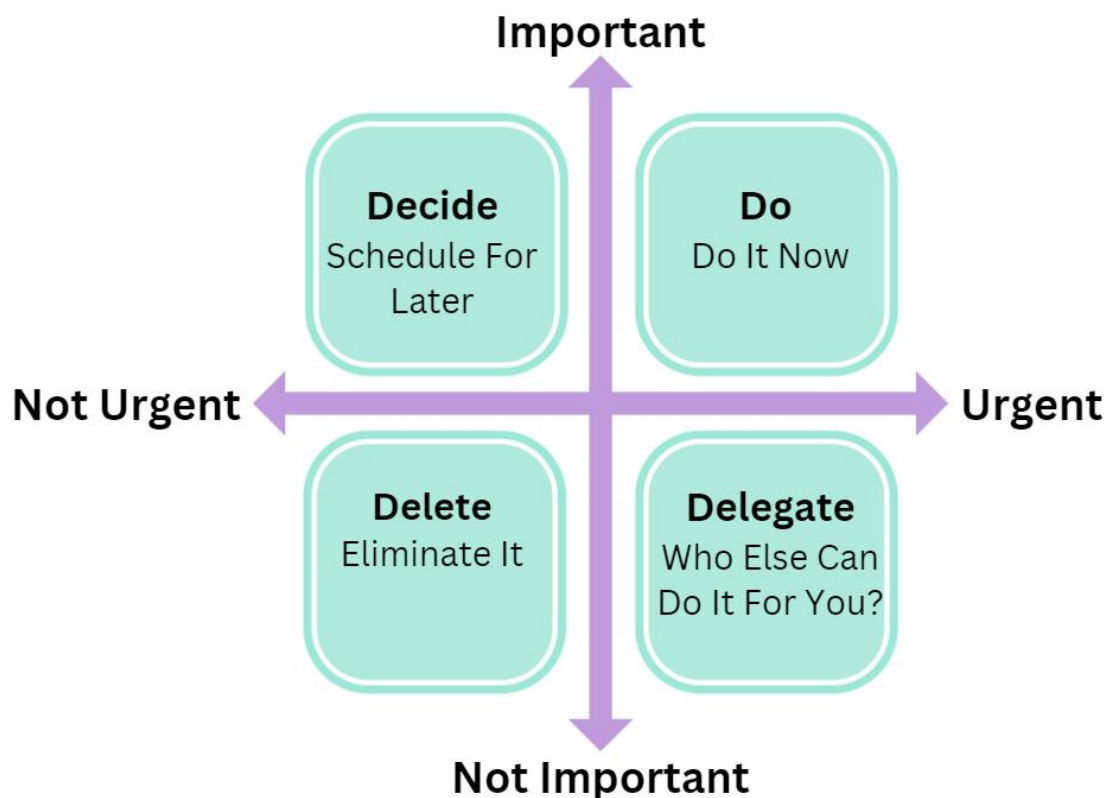 Important
Decide
Schedule For
Later
Do
Do It Now
Not Urgent
Urgent
Delete
Eliminate It
Delegate
Who Else Can
Do It For You?
Not Important